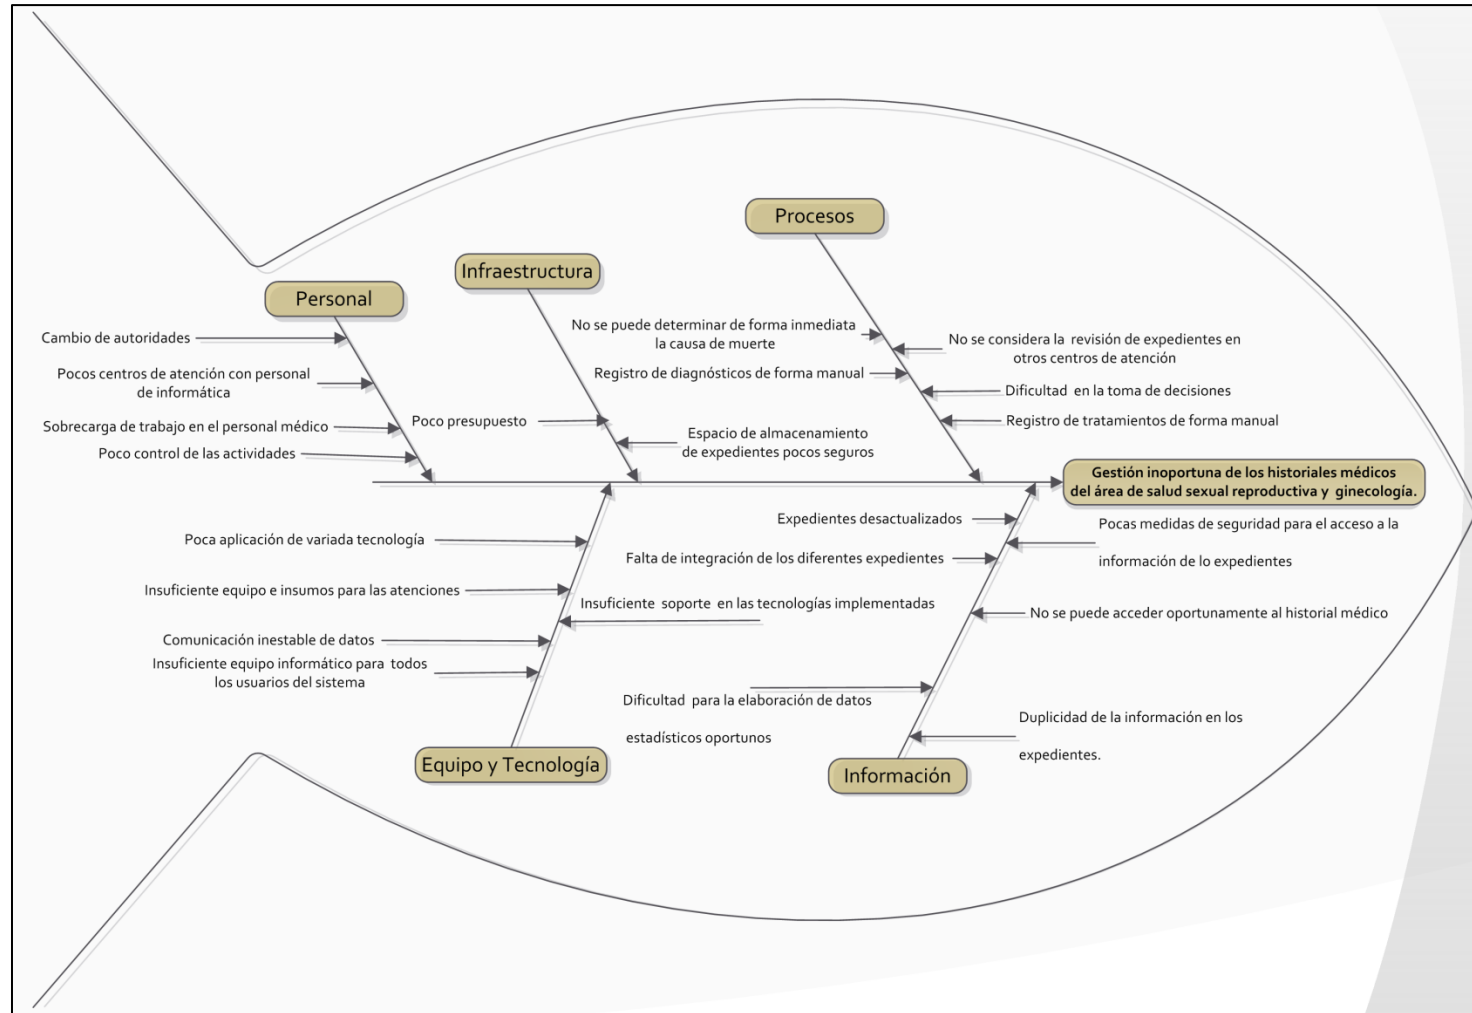 Procesos
Infraestructura
Personal
Cambio de autoridades
Pocos centros de atención con personal
de informática
Sobrecarga de trabajo en el personal médico
Poco control de las actividades
Poco presupuesto
Espacio de almacenamiento
de expedientes pocos seguros
No se puede determinar de forma inmediata
la causa de muerte
Registro de diagnósticos de forma manual
No se considera la revisión de expedientes en
otros centros de atención
Dificultad en la toma de decisiones
Registro de tratamientos de forma manual
Gestión inoportuna de los historiales médicos
del área de salud sexual reproductiva y ginecología.
Poca aplicación de variada tecnología
Insuficiente equipo e insumos para las atenciones
Insuficiente soporte en las tecnologías implementadas
Comunicación inestable de datos
Insuficiente equipo informático para todos
los usuarios del sistema
Equipo y Tecnología
Expedientes desactualizados
Pocas medidas de seguridad para el acceso a la
información de lo expedientes
Falta de integración de los diferentes expedientes
No se puede acceder oportunamente al historial médico
Dificultad para la elaboración de datos
estadísticos oportunos
Duplicidad de la información en los
expedientes.
Información